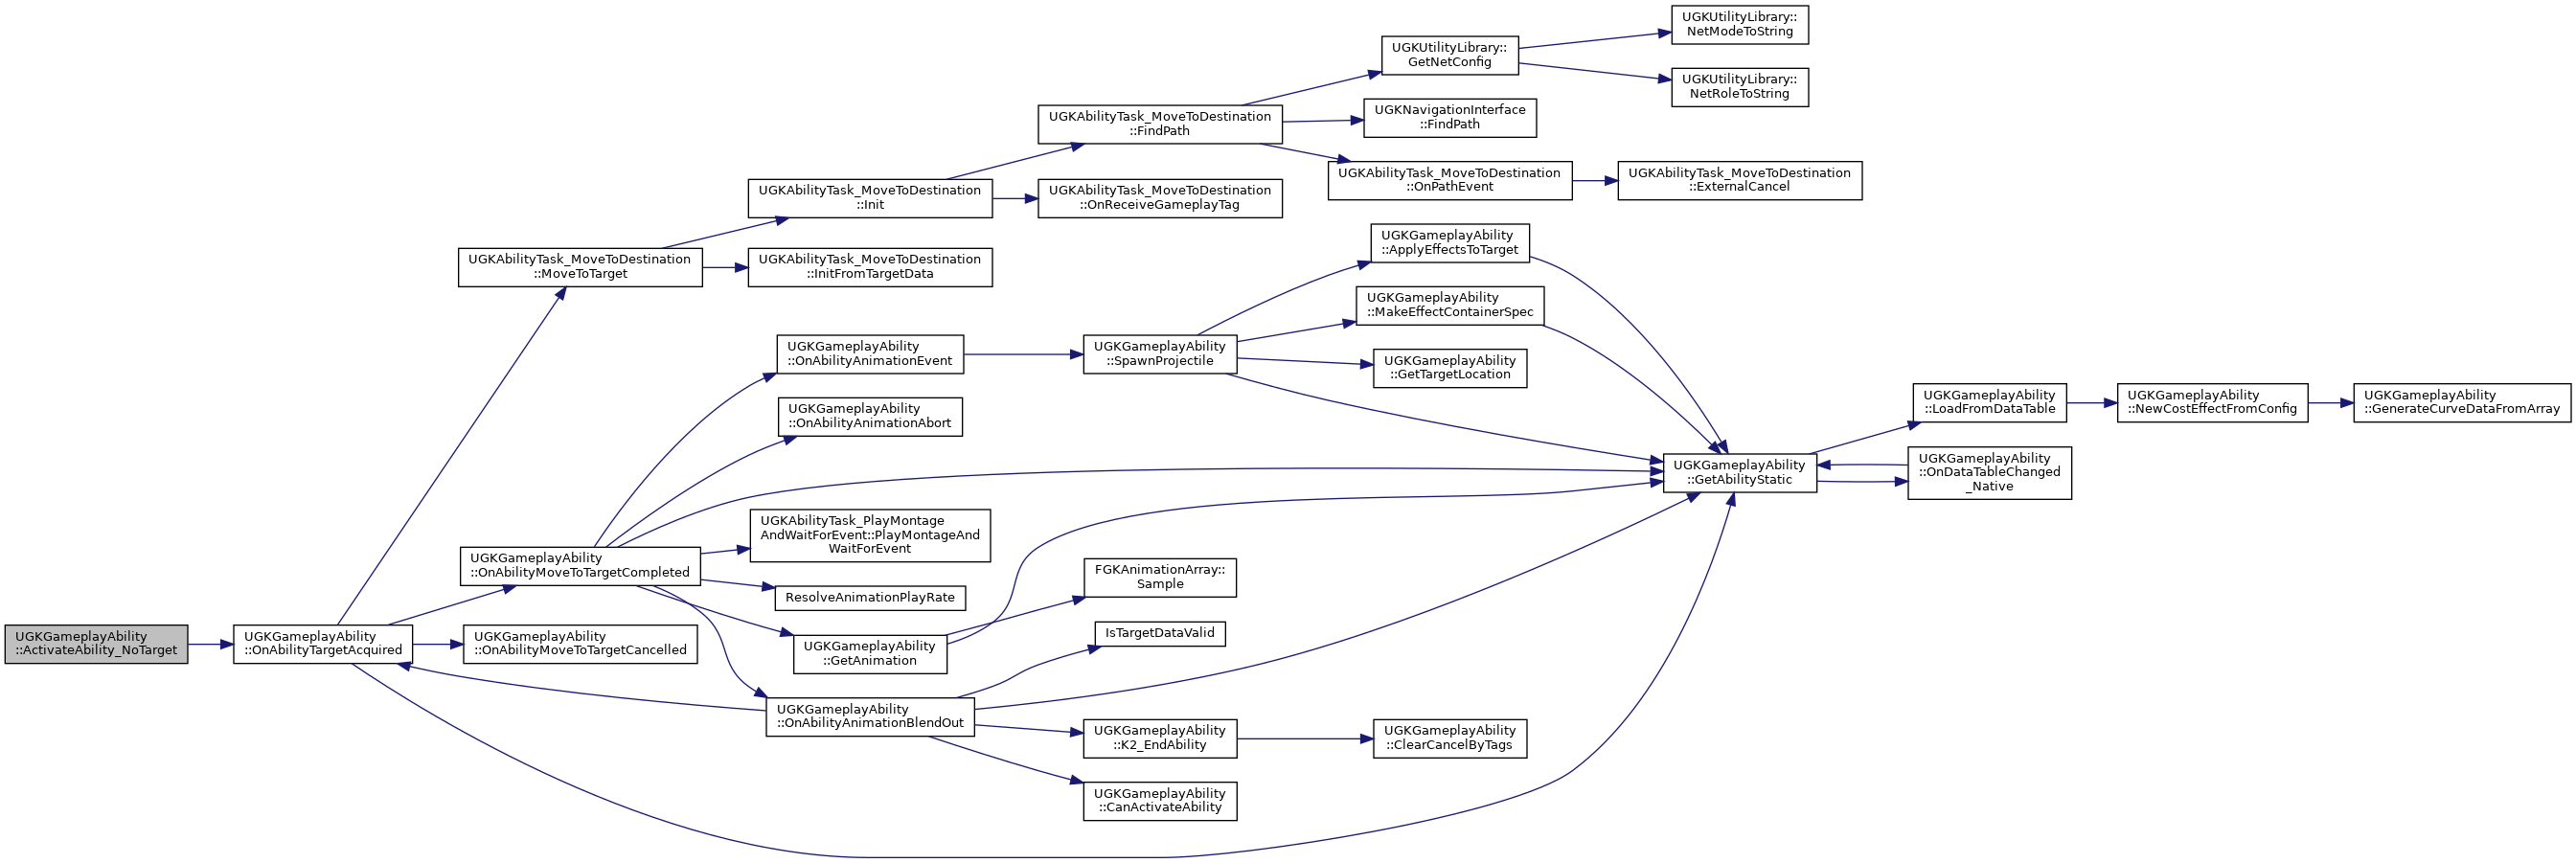 UGKUtilityLibrary::
NetModeToString
UGKUtilityLibrary::
GetNetConfig
UGKUtilityLibrary::
NetRoleToString
UGKAbilityTask_MoveToDestination
::FindPath
UGKNavigationInterface
::FindPath
UGKAbilityTask_MoveToDestination
::OnPathEvent
UGKAbilityTask_MoveToDestination
::ExternalCancel
UGKAbilityTask_MoveToDestination
::Init
UGKAbilityTask_MoveToDestination
::OnReceiveGameplayTag
UGKAbilityTask_MoveToDestination
::MoveToTarget
UGKAbilityTask_MoveToDestination
::InitFromTargetData
UGKGameplayAbility
::ApplyEffectsToTarget
UGKGameplayAbility
::MakeEffectContainerSpec
UGKGameplayAbility
::OnAbilityAnimationEvent
UGKGameplayAbility
::SpawnProjectile
UGKGameplayAbility
::GetTargetLocation
UGKGameplayAbility
::OnAbilityAnimationAbort
UGKGameplayAbility
::LoadFromDataTable
UGKGameplayAbility
::NewCostEffectFromConfig
UGKGameplayAbility
::GenerateCurveDataFromArray
UGKGameplayAbility
::GetAbilityStatic
UGKGameplayAbility
::OnDataTableChanged
_Native
UGKAbilityTask_PlayMontage
AndWaitForEvent::PlayMontageAnd
WaitForEvent
UGKGameplayAbility
::OnAbilityMoveToTargetCompleted
FGKAnimationArray::
Sample
ResolveAnimationPlayRate
UGKGameplayAbility
::ActivateAbility_NoTarget
UGKGameplayAbility
::OnAbilityTargetAcquired
UGKGameplayAbility
::OnAbilityMoveToTargetCancelled
UGKGameplayAbility
::GetAnimation
IsTargetDataValid
UGKGameplayAbility
::OnAbilityAnimationBlendOut
UGKGameplayAbility
::K2_EndAbility
UGKGameplayAbility
::ClearCancelByTags
UGKGameplayAbility
::CanActivateAbility